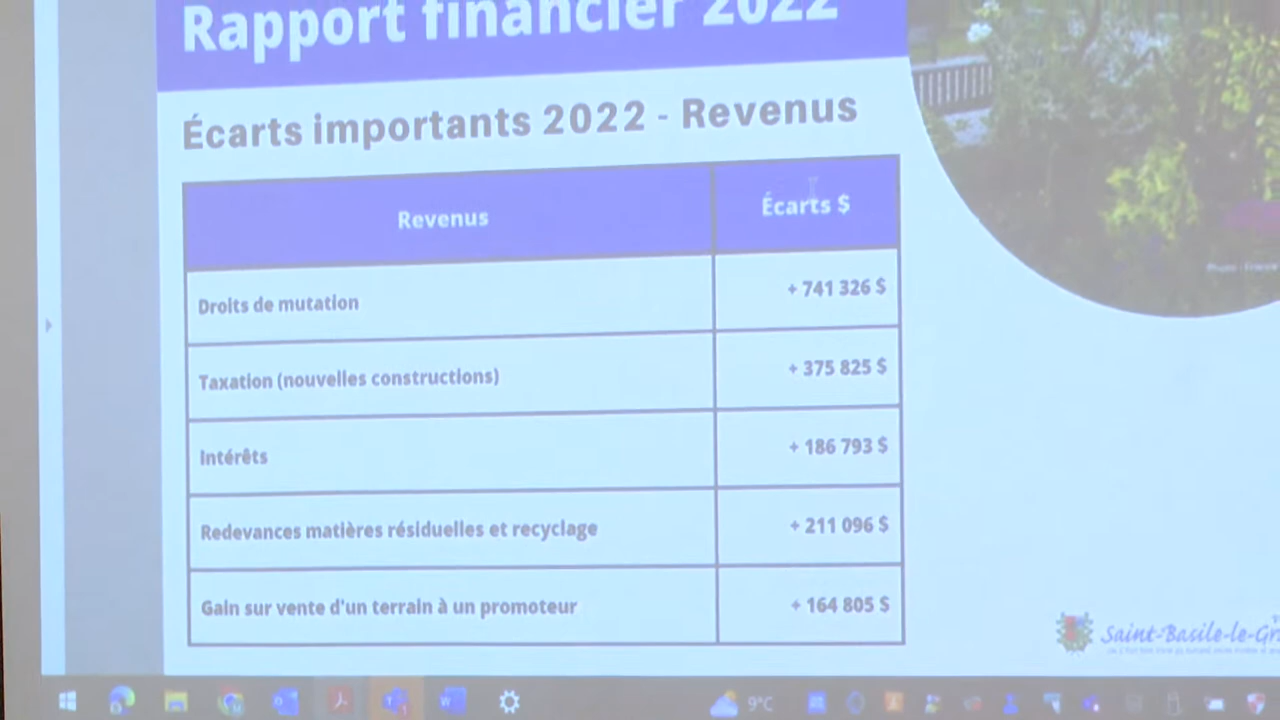 Rapport financier 2022
Écarts importants 2022 - Revenus
Revenus
Écarts $
Droits de mutation
+ 741 326 $
Taxation (nouvelles constructions)
+ 375 825 $
Intérêts
+ 186 793 $
Redevances matières résiduelles et recyclage
+ 211 096 $
Gain sur vente d'un terrain à un promoteur
+ 164 805 $
Saint-Basile-le-Gr
9°C